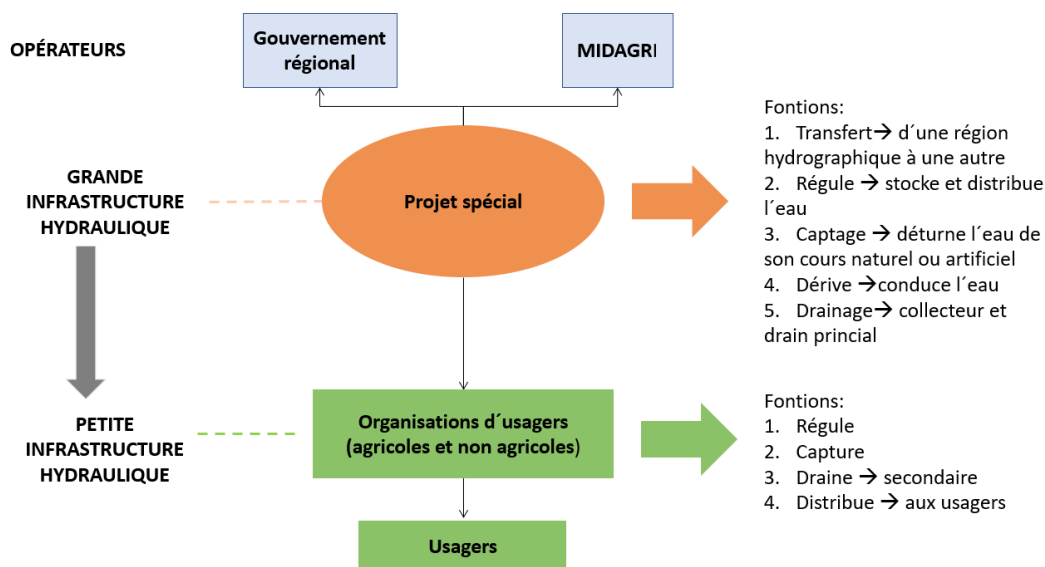 OPÉRATEURS
Gouvernement
régional
MIDAGRI
GRANDE
INFRASTRUCTURE
HYDRAULIQUE
Projet spécial
Fontions:
1. Transfert→ d´une région
hydrographique à une autre
2. Régule → stocke et distribue
l´eau
3. Captage → déturne l´eau de
son cours naturel ou artificiel
4. Dérive →conduce l´eau
5. Drainage→ collecteur et
drain princial
PETITE
INFRASTRUCTURE
HYDRAULIQUE
Organisations d´usagers
(agricoles et non agricoles)
Fontions:
1. Régule
2. Capture
3. Draine → secondaire
4. Distribue → aux usagers
Usagers